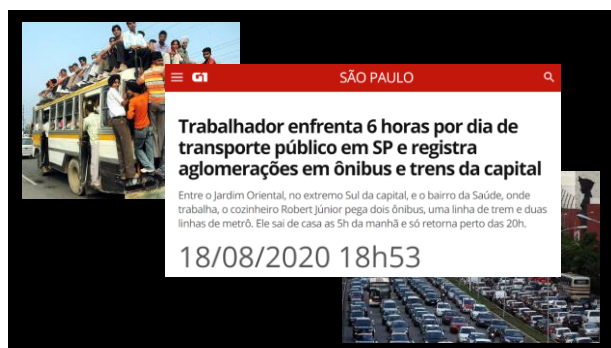 G1
SÃO PAULO
Trabalhador enfrenta 6 horas por dia de
transporte público em SP e registra
aglomerações em ônibus e trens da capital
Entre o Jardim Oriental, no extremo Sul da capital, e o bairro da Saúde, onde
trabalha, o cozinheiro Robert Júnior pega dois ônibus, uma linha de trem e duas
linhas de metrô. Ele sai de casa as 5h da manhã e só retorna perto das 20h.
18/08/2020 18h53